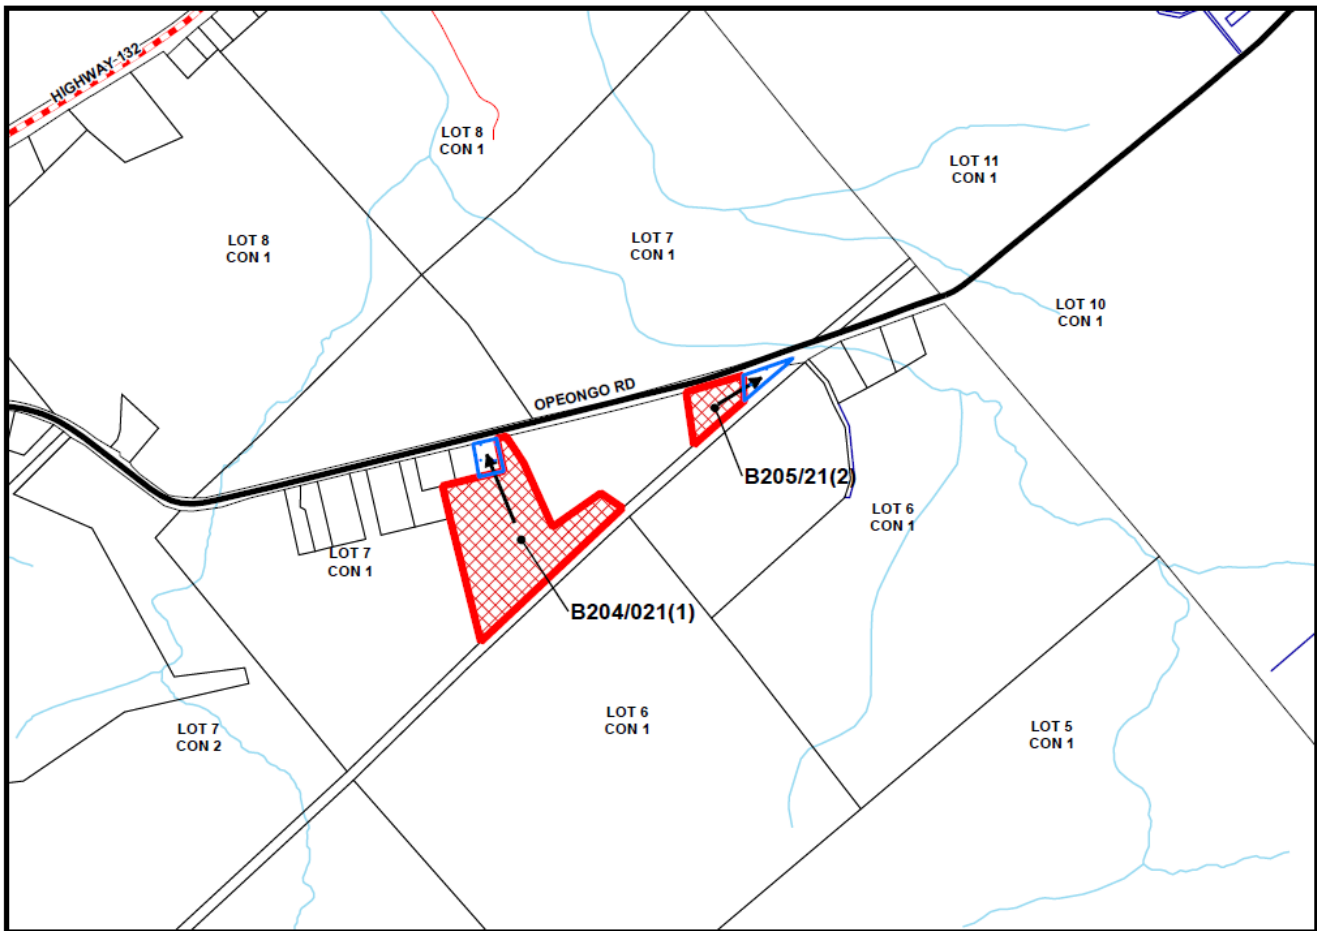 HIGHWAY-132
LOT 8
CON 1
LOT 11
CON 1
LOT 8
CON 1
LOT 7
CON 1
LOT 10
CON 1
OPEONGO RD
B205/21(2)
LOT 6
CON 1
LOT 7
CON 1
B204/021(1)
LOT 6
CON 1
LOT 7
CON 2
LOT 5
CON 1